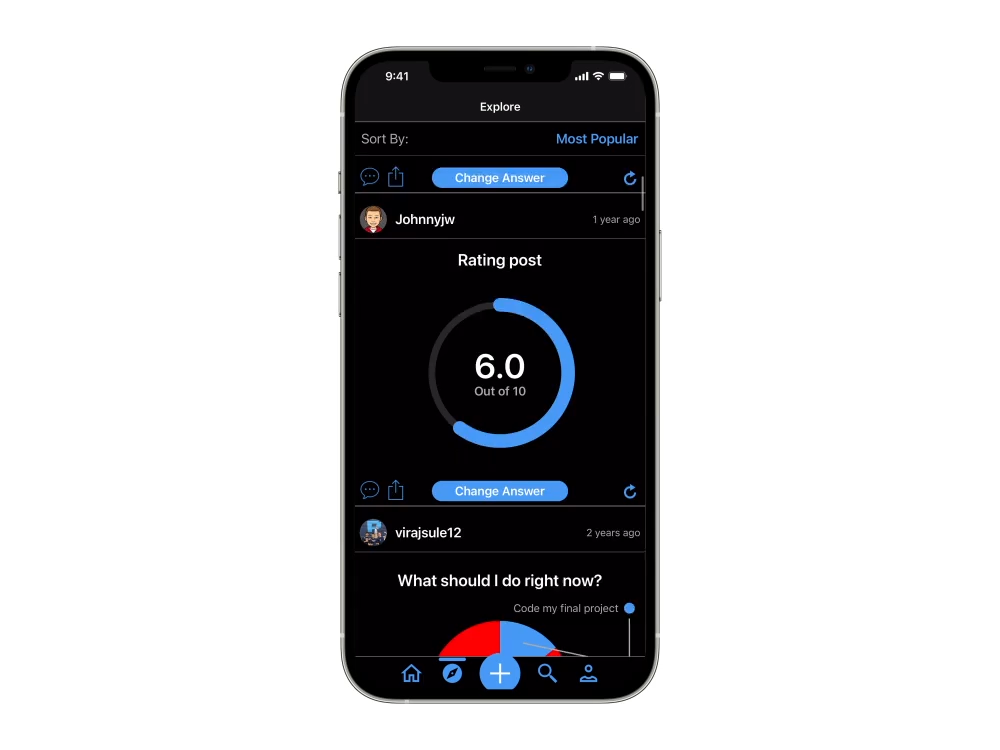 9:41
Explore
Sort By: Most Popular
Change Answer
Johnnyjw 1 year ago
Rating post
6.0
Out of 10
Change Answer
virajsule12 2 years ago
What should I do right now?
Code my final project